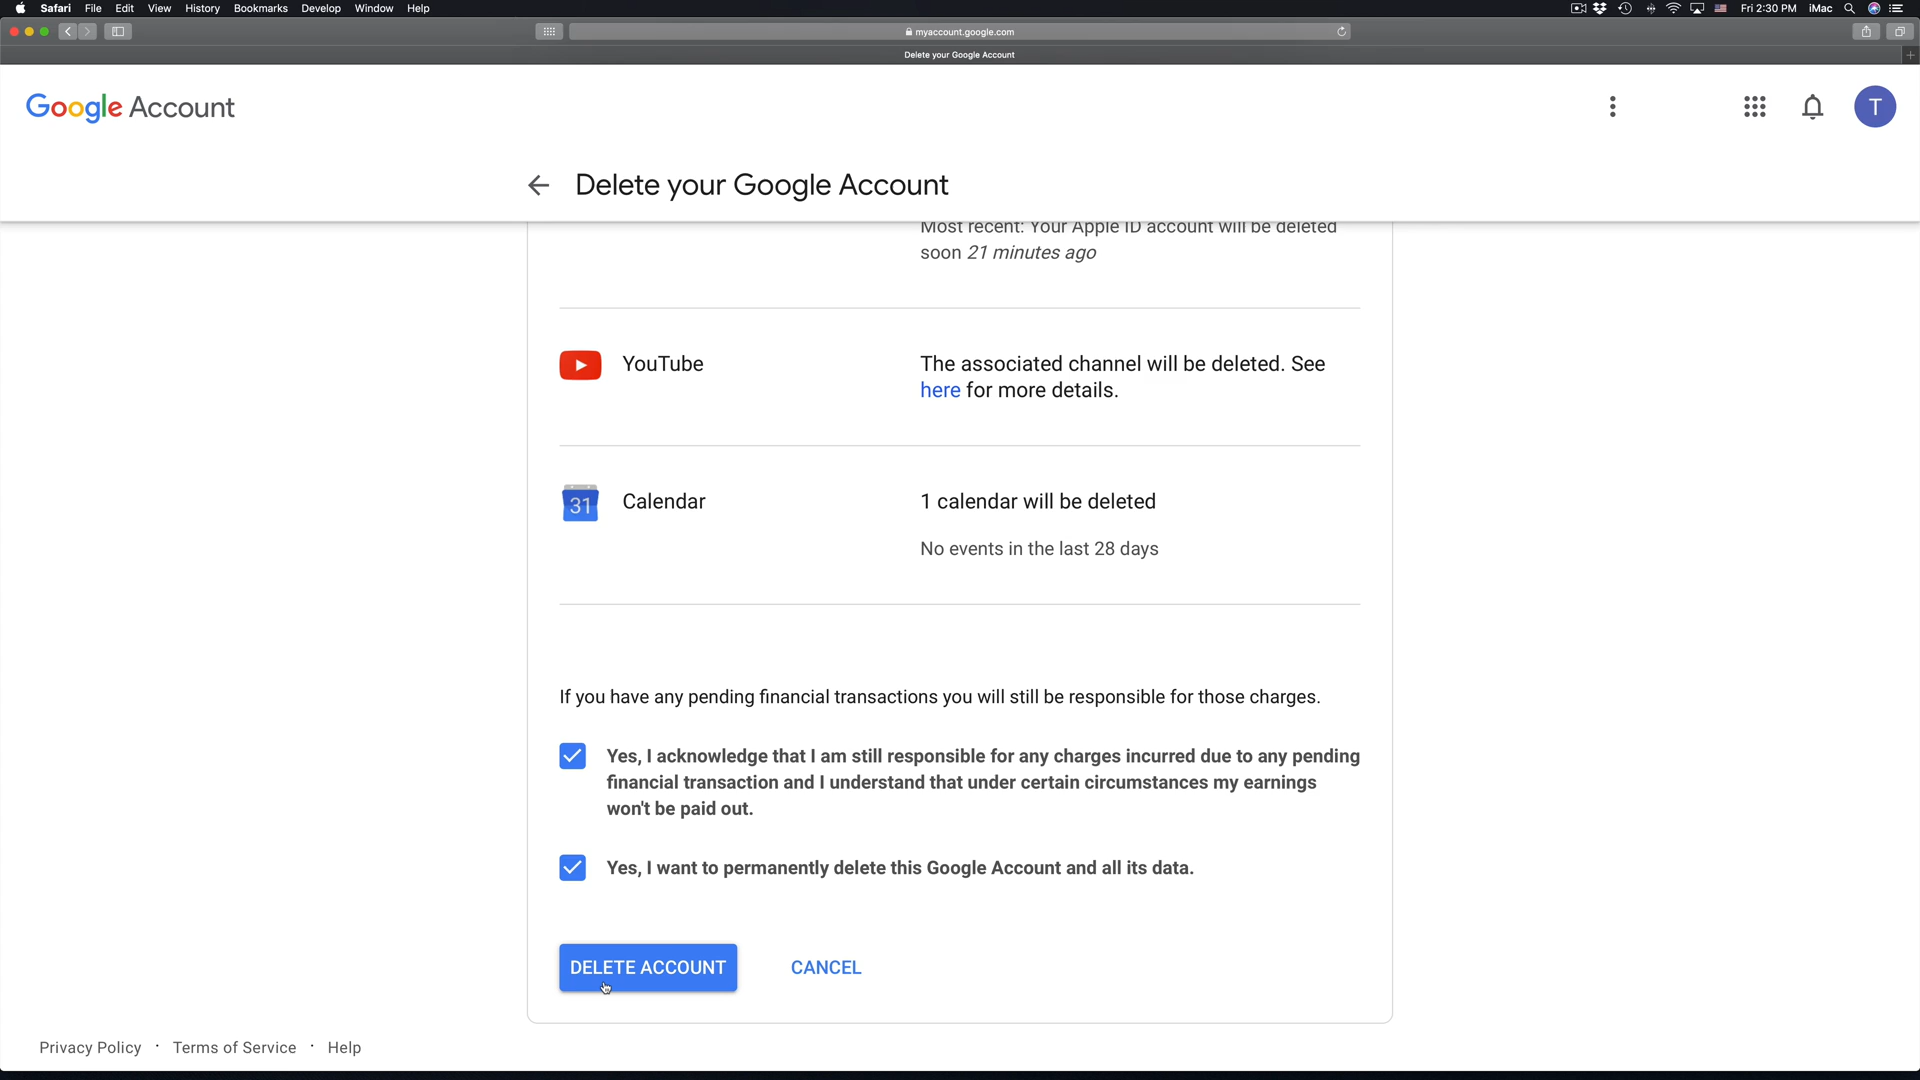 Safari File Edit View History Bookmarks Develop Window Help
Fri 2:30 PM iMac
myaccount.google.com
Delete your Google Account
Google Account
T
Delete your Google Account
Most recent: Your Apple ID account will be deleted
soon 21 minutes ago
YouTube
The associated channel will be deleted. See
here for more details.
31
Calendar
1 calendar will be deleted
No events in the last 28 days
If you have any pending financial transactions you will still be responsible for those charges.
Yes, I acknowledge that I am still responsible for any charges incurred due to any pending
financial transaction and I understand that under certain circumstances my earnings
won't be paid out.
Yes, I want to permanently delete this Google Account and all its data.
DELETE ACCOUNT
CANCEL
Privacy Policy · Terms of Service · Help